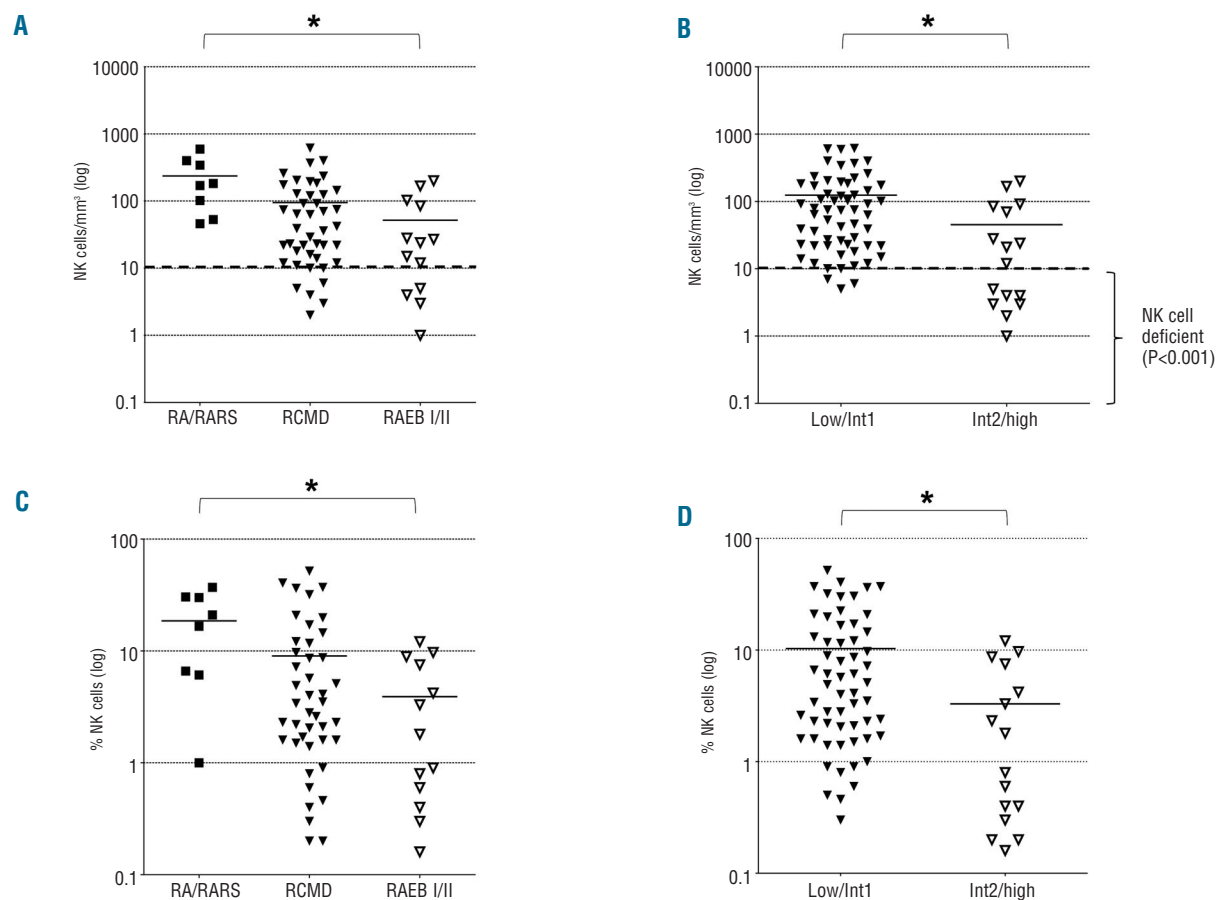 A
*
10000
1000
100
10
1
0.1
NK cells/mm³ (log)
RA/RARS
RCMD
RAEB I/II
B
*
10000
1000
100
10
1
0.1
NK cells/mm³ (log)
Low/Int1
Int2/high
NK cell
deficient
(P<0.001)
C
*
100
10
1
0.1
% NK cells (log)
RA/RARS
RCMD
RAEB I/II
D
*
100
10
1
0.1
% NK cells (log)
Low/Int1
Int2/high